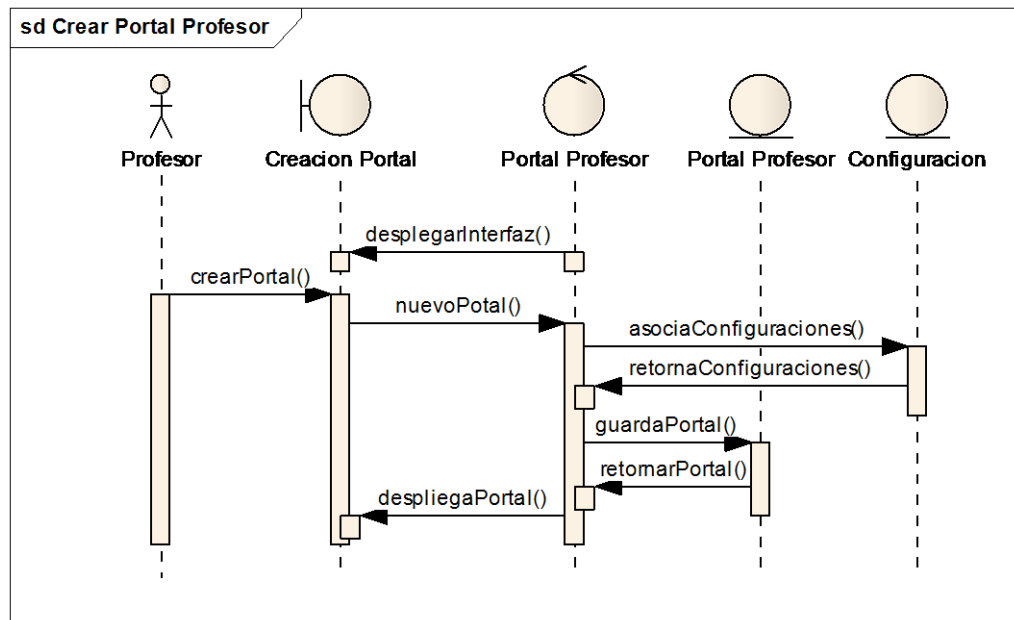 sd Crear Portal Profesor
Profesor
Creacion Portal
Portal Profesor
Portal Profesor
Configuracion
desplegarInterfaz()
crearPortal()
nuevoPotal()
asociaConfiguraciones()
retornaConfiguraciones()
guardaPortal()
retornarPortal()
despliegaPortal()